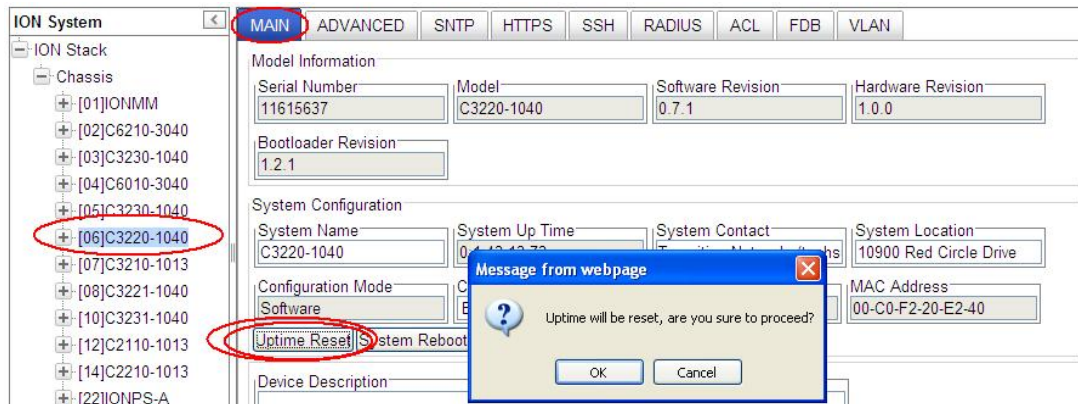 ION System
<
MAIN ADVANCED SNTP HTTPS SSH RADIUS ACL FDB VLAN
ION Stack
Chassis
[01]IONMM
[02]C6210-3040
[03]C3230-1040
[04]C6010-3040
[05]C3230-1040
[06]C3220-1040
[07]C3210-1013
[08]C3221-1040
[10]C3231-1040
[12]C2110-1013
[14]C2210-1013
[22]IONPS-A
Model Information
Serial Number Model Software Revision Hardware Revision
11615637 C3220-1040 0.7.1 1.0.0
Bootloader Revision
1.2.1
System Configuration
System Name System Up Time System Contact System Location
C3220-1040 10900 Red Circle Drive
Configuration Mode MAC Address
Software 00-C0-F2-20-E2-40
Uptime Reset System Reboot
Device Description
Message from webpage
Uptime will be reset, are you sure to proceed?
OK Cancel